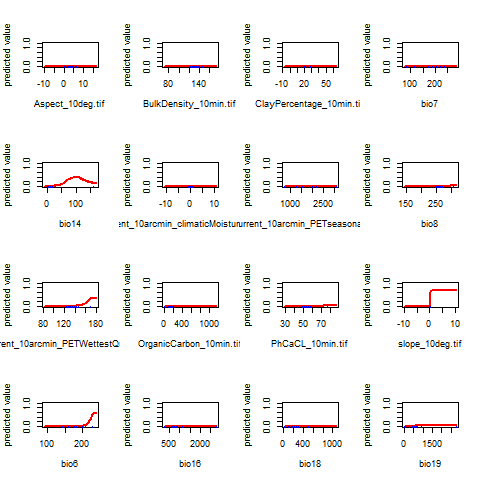 predicted value 0.0 1.0 -10 0 5 10 Aspect_10deg.tif
predicted value 0.0 1.0 80 140 BulkDensity_10min.tif
predicted value 0.0 1.0 -10 20 50 ClayPercentage_10min.ti
predicted value 0.0 1.0 100 200 bio7
predicted value 0.0 1.0 0 100 bio14
predicted value 0.0 1.0 -10 0 5 10 ent_10arcmin_climaticMoistur
predicted value 0.0 1.0 1000 2500 urrent_10arcmin_PETseasona
predicted value 0.0 1.0 150 250 bio8
predicted value 0.0 1.0 80 120 180 rent_10arcmin_PETWettestQ
predicted value 0.0 1.0 0 400 1000 OrganicCarbon_10min.tif
predicted value 0.0 1.0 30 50 70 PhCaCL_10min.tif
predicted value 0.0 1.0 -10 0 10 slope_10deg.tif
predicted value 0.0 1.0 100 200 bio6
predicted value 0.0 1.0 500 2000 bio16
predicted value 0.0 1.0 0 400 1000 bio18
predicted value 0.0 1.0 0 1500 bio19